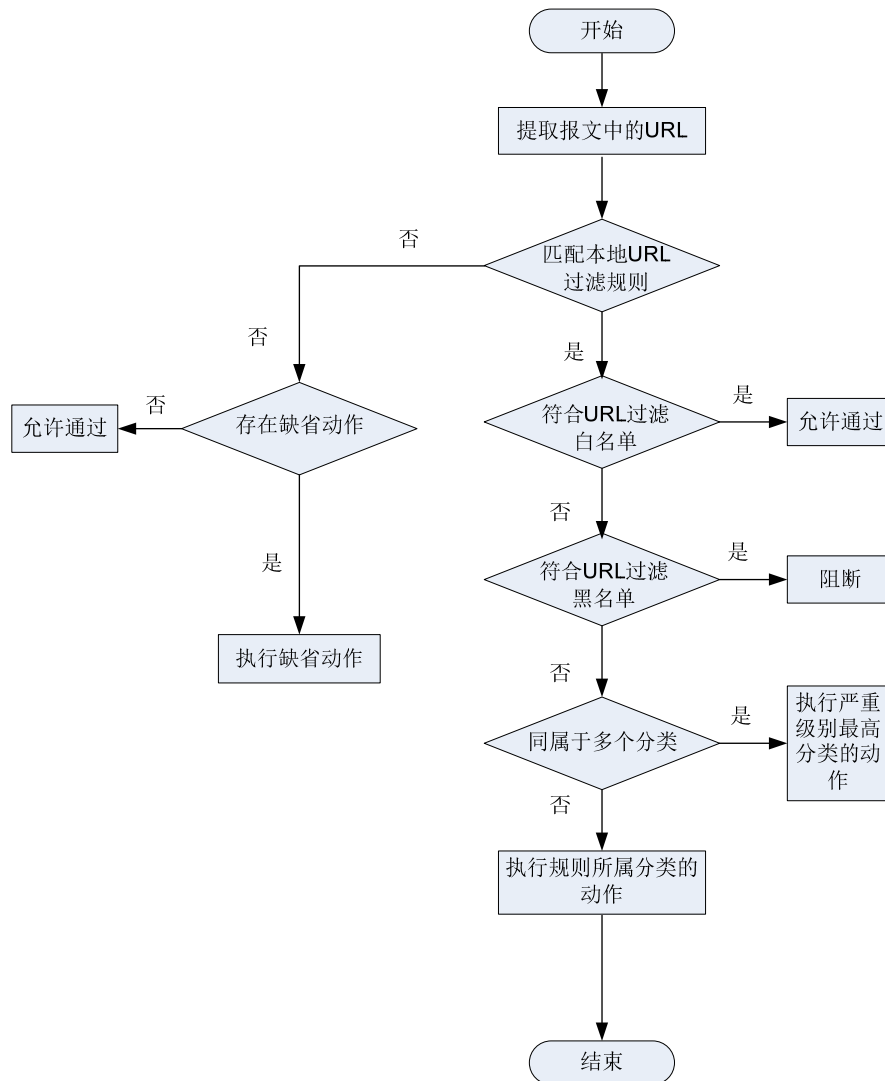 开始
提取报文中的URL
否
匹配本地URL
过滤规则
否
是
允许通过
否
存在缺省动作
符合URL过滤
白名单
是
允许通过
否
是
符合URL过滤
黑名单
是
阻断
执行缺省动作
否
同属于多个分类
是
执行严重
级别最高
分类的动
作
否
执行规则所属分类的
动作
结束